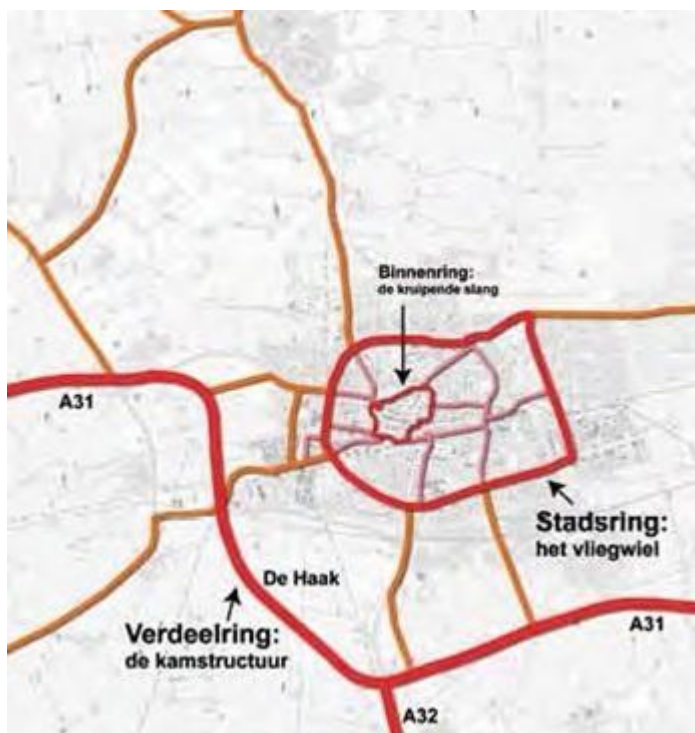 Binnenring:
de kruipende slang
A31
Stadsring:
het vliegwiel
De Haak
Verdeelring:
de kamstructuur
A31
A32